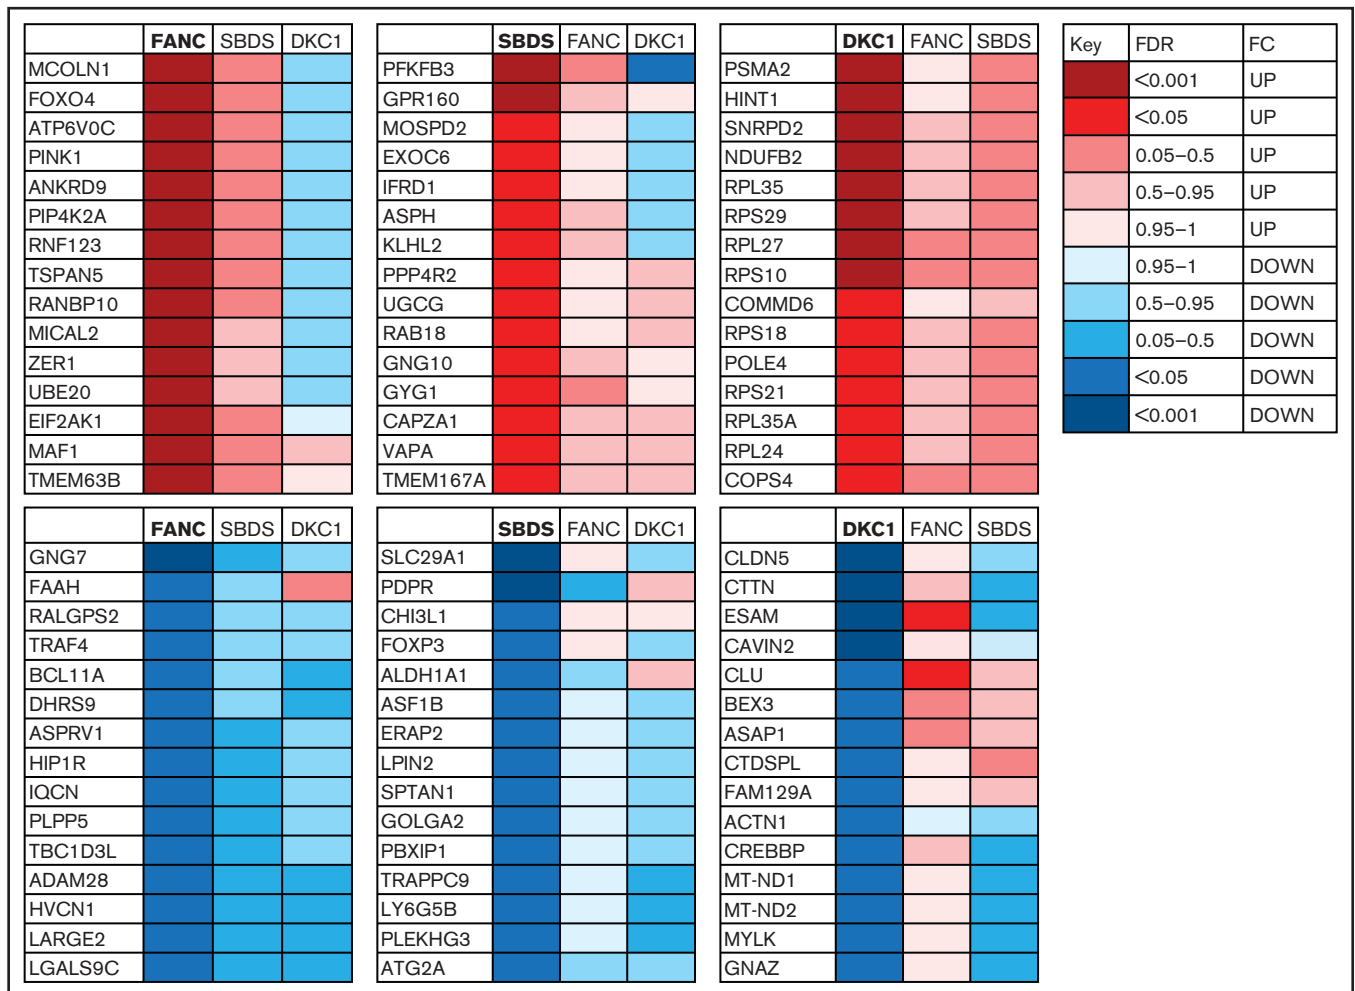 FANC SBDS DKC1
MCOLN1
FOXO4
ATP6V0C
PINK1
ANKRD9
PIP4K2A
RNF123
TSPAN5
RANBP10
MICAL2
ZER1
UBE20
EIF2AK1
MAF1
TMEM63B
SBDS FANC DKC1
PFKFB3
GPR160
MOSPD2
EXOC6
IFRD1
ASPH
KLHL2
PPP4R2
UGCG
RAB18
GNG10
GYG1
CAPZA1
VAPA
TMEM167A
DKC1 FANC SBDS
PSMA2
HINT1
SNRPD2
NDUFB2
RPL35
RPS29
RPL27
RPS10
COMMD6
RPS18
POLE4
RPS21
RPL35A
RPL24
COPS4
Key FDR FC
<0.001 UP
<0.05 UP
0.05–0.5 UP
0.5–0.95 UP
0.95–1 UP
0.95–1 DOWN
0.5–0.95 DOWN
0.05–0.5 DOWN
<0.05 DOWN
<0.001 DOWN
FANC SBDS DKC1
GNG7
FAAH
RALGPS2
TRAF4
BCL11A
DHRS9
ASPRV1
HIP1R
IQCN
PLPP5
TBC1D3L
ADAM28
HVCN1
LARGE2
LGALS9C
SBDS FANC DKC1
SLC29A1
PDPR
CHI3L1
FOXP3
ALDH1A1
ASF1B
ERAP2
LPIN2
SPTAN1
GOLGA2
PBXIP1
TRAPPC9
LY6G5B
PLEKHG3
ATG2A
DKC1 FANC SBDS
CLDN5
CTTN
ESAM
CAVIN2
CLU
BEX3
ASAP1
CTDSPL
FAM129A
ACTN1
CREBBP
MT-ND1
MT-ND2
MYLK
GNAZ